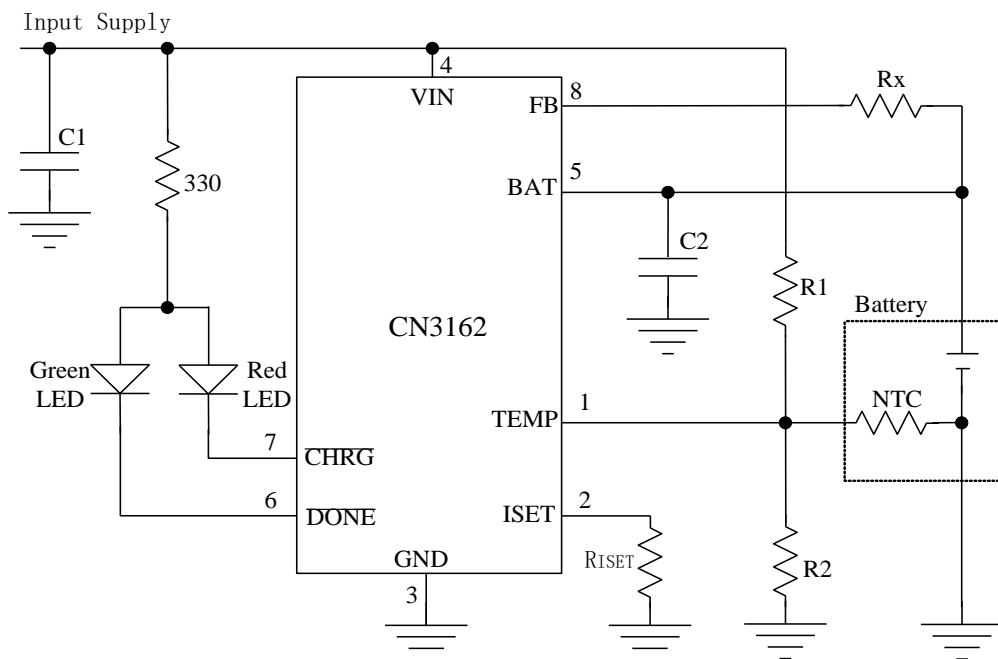 Input Supply
4
VIN
8
FB
Rx
C1
330
5
BAT
C2
R1
CN3162
Battery
Green
LED
Red
LED
1
TEMP
NTC
7
CHRG
6
DONE
2
ISET
RISET
R2
GND
3